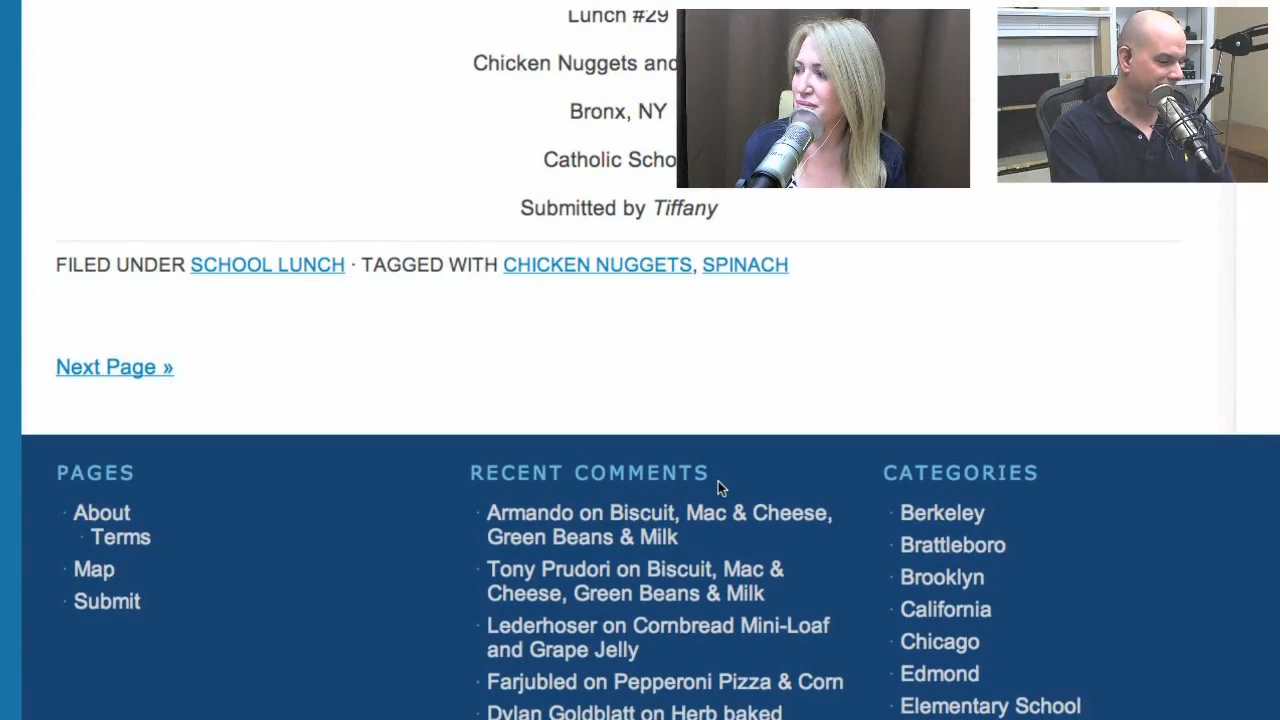 Lunch #29
Chicken Nuggets and
Bronx, NY
Catholic Scho
Submitted by Tiffany
FILED UNDER SCHOOL LUNCH · TAGGED WITH CHICKEN NUGGETS, SPINACH
Next Page »
PAGES
About
Terms
Map
Submit
RECENT COMMENTS
Armando on Biscuit, Mac & Cheese,
Green Beans & Milk
Tony Prudori on Biscuit, Mac &
Cheese, Green Beans & Milk
Lederhoser on Cornbread Mini-Loaf
and Grape Jelly
Farjubled on Pepperoni Pizza & Corn
Dylan Goldblatt on Herb baked
CATEGORIES
Berkeley
Brattleboro
Brooklyn
California
Chicago
Edmond
Elementary School